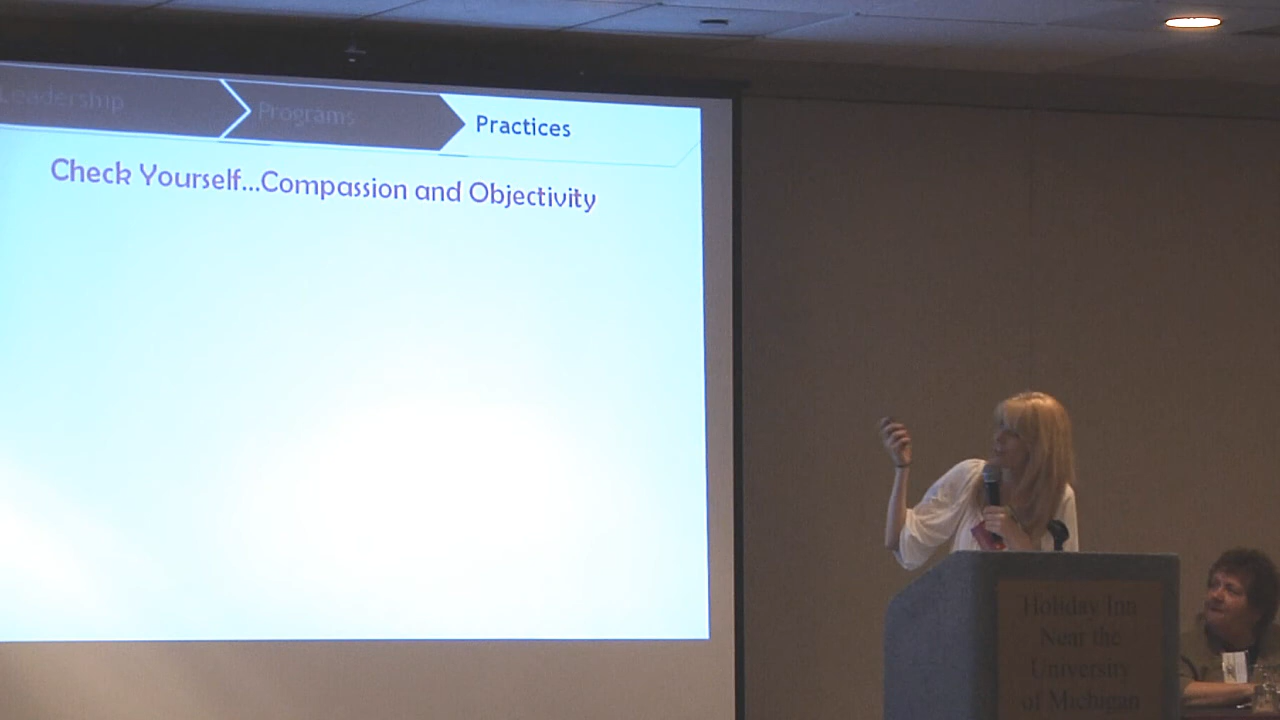 Leadership
Programs
Practices
Check Yourself...Compassion and Objectivity
Holiday Inn
Near the
University
of Michigan